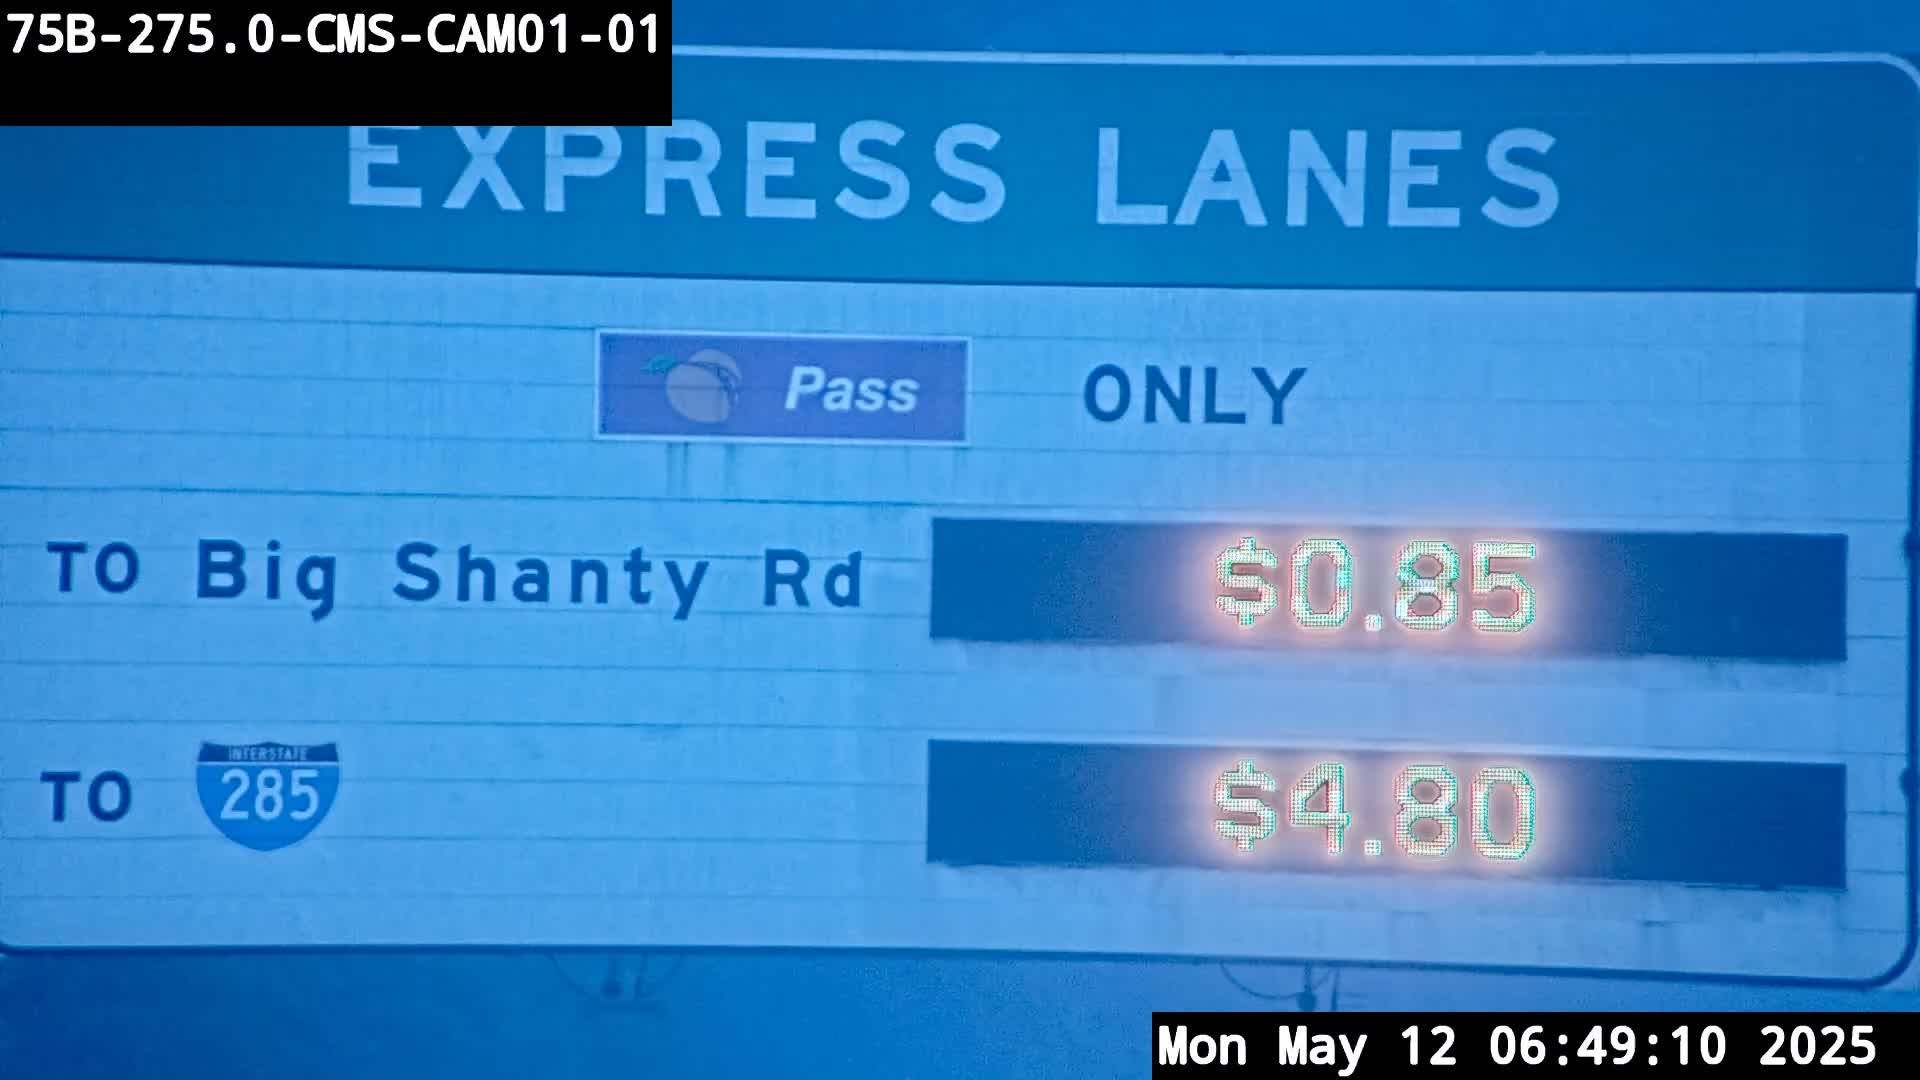 75B-275.0-CMS-CAM01-01
EXPRESS LANES
Pass ONLY
TO Big Shanty Rd $0.85
INTERSTATE
TO 285 $4.80
Mon May 12 06:49:10 2025